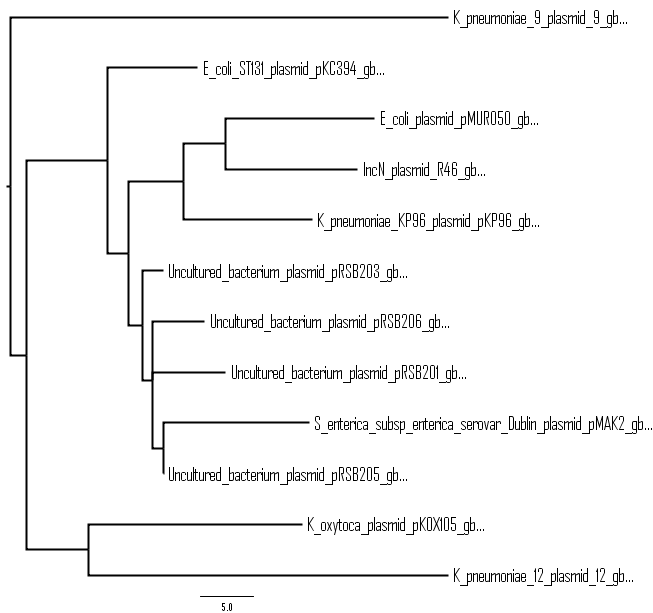 K_pneumoniae_9_plasmid_9_gb...
E_coli_ST131_plasmid_pKC394_gb...
E_coli_plasmid_pMUR050_gb...
IncN_plasmid_R46_gb...
K_pneumoniae_KP96_plasmid_pKP96_gb...
Uncultured_bacterium_plasmid_pRSB203_gb...
Uncultured_bacterium_plasmid_pRSB206_gb...
Uncultured_bacterium_plasmid_pRSB201_gb...
S_enterica_subsp_enterica_serovar_Dublin_plasmid_pMAK2_gb...
Uncultured_bacterium_plasmid_pRSB205_gb...
K_oxytoca_plasmid_pKOX105_gb...
K_pneumoniae_12_plasmid_12_gb...
5.0